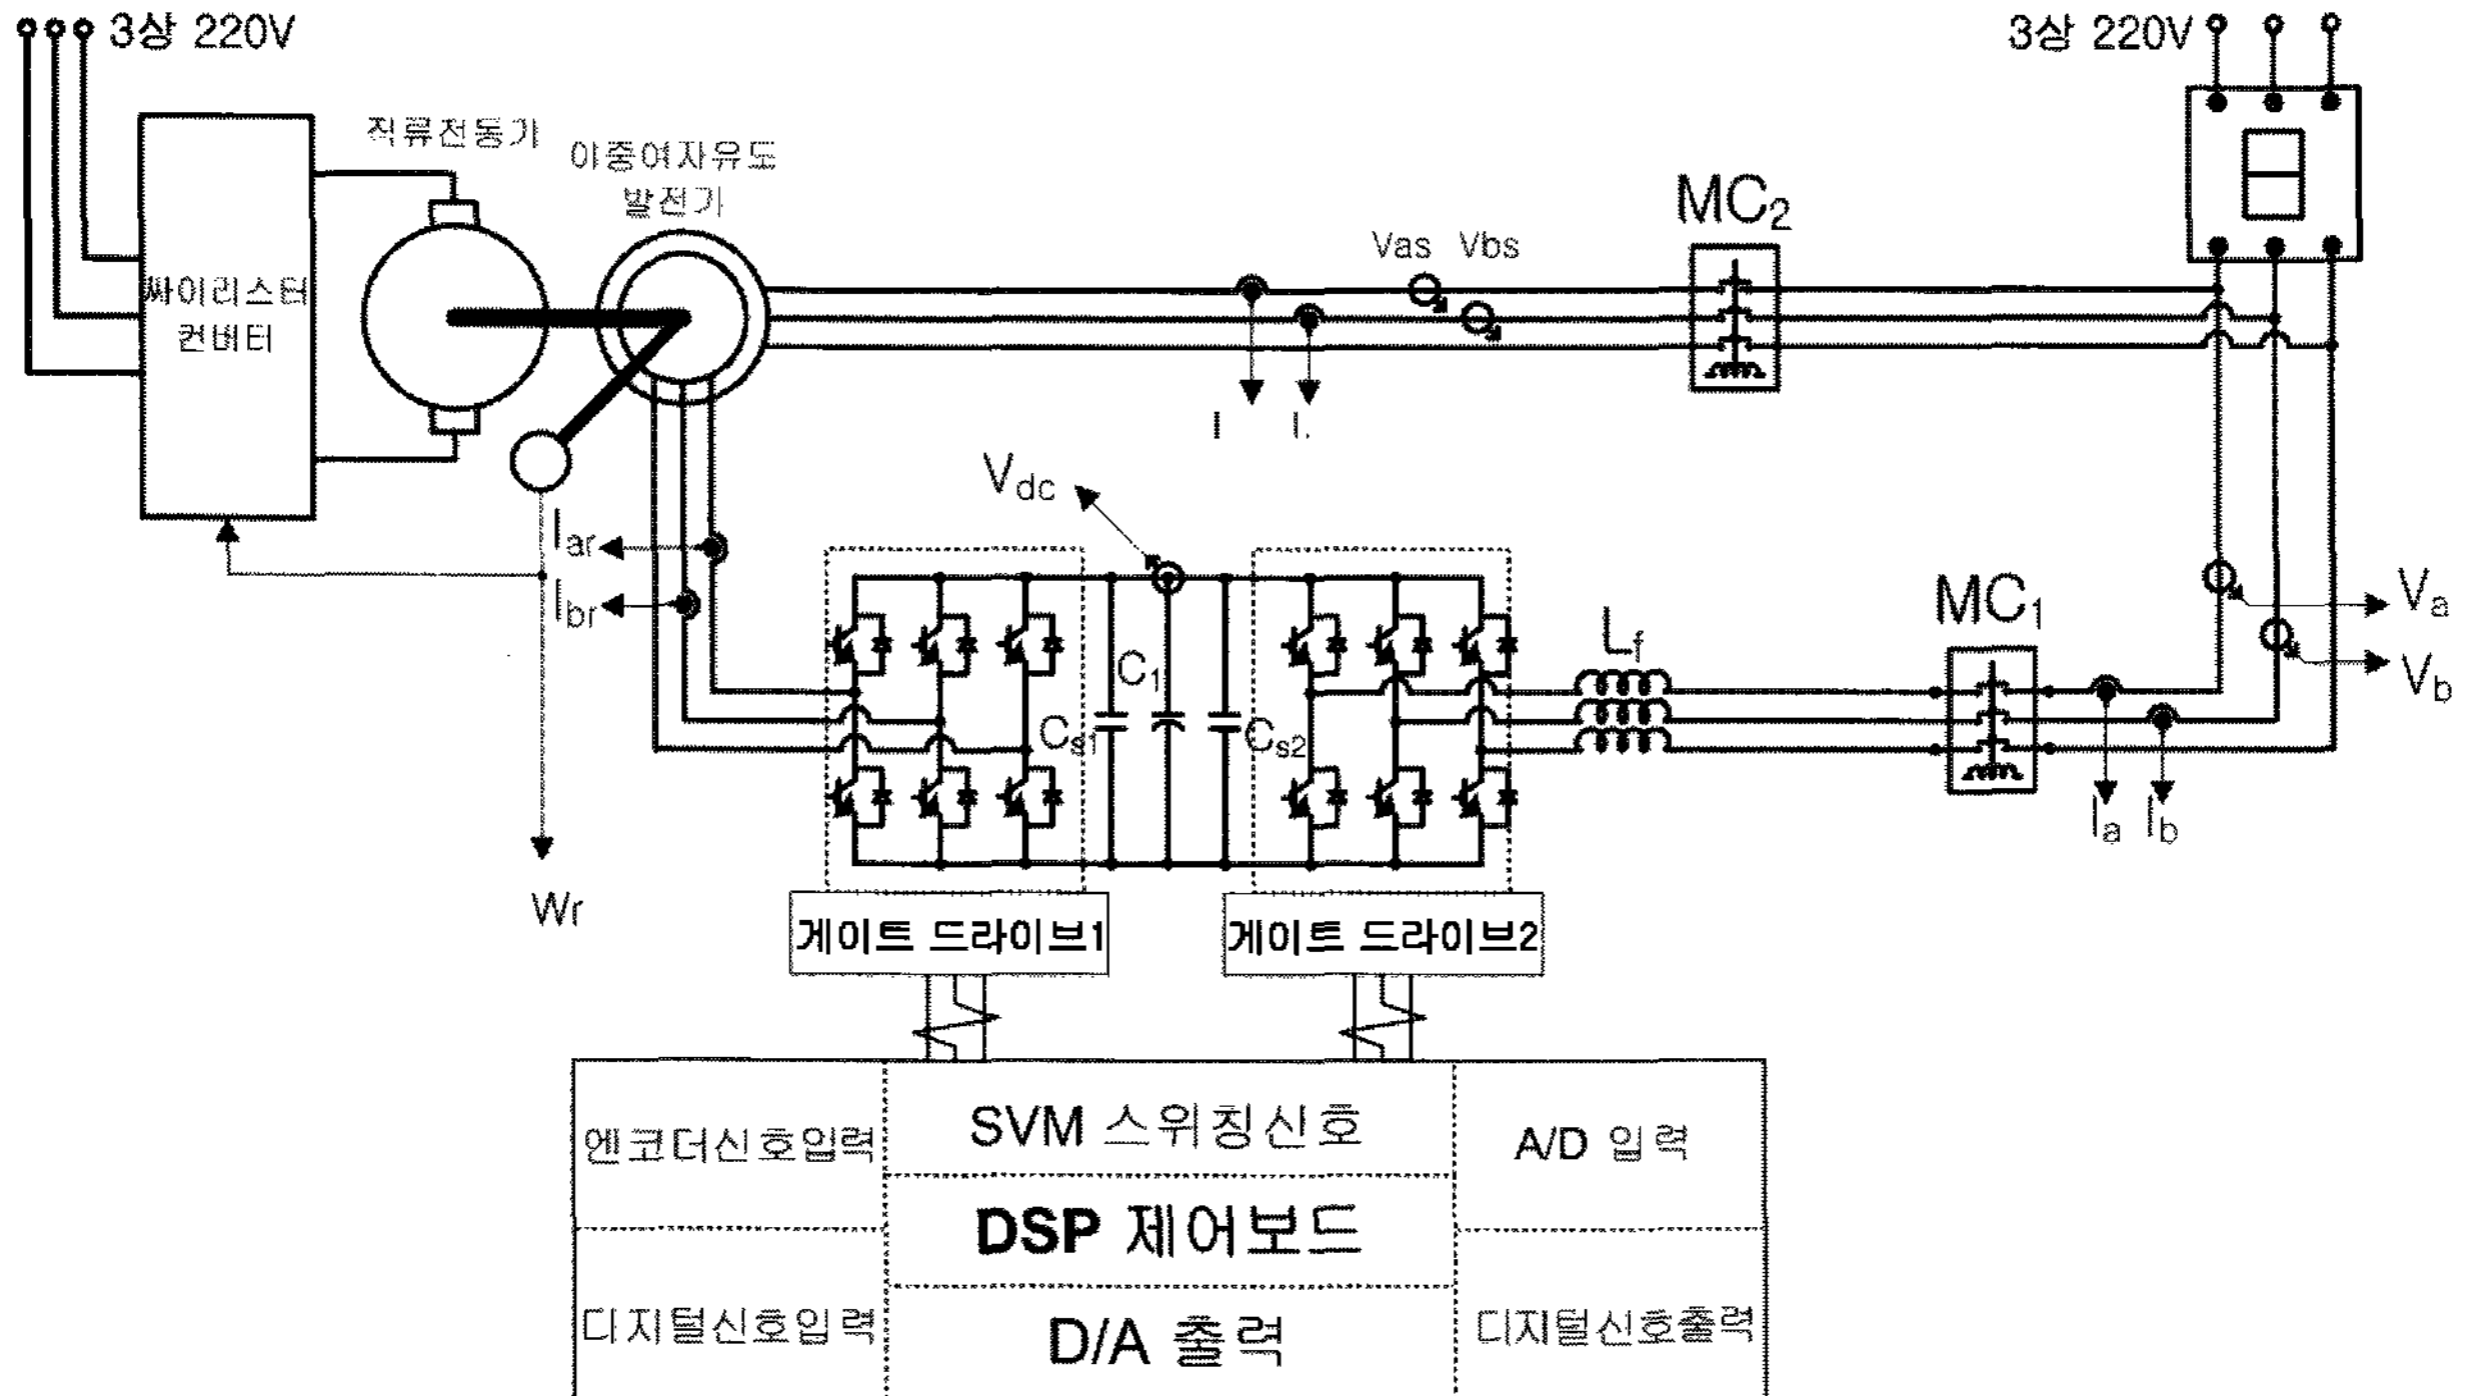 3상 220V
3상 220V
직류전동기
이중여자유도
발전기
싸이리스터
컨버터
MC2
Vas Vbs
I
I.
Vdc
Iar
Ibr
Wr
C1
Cs1
Cs2
Lf
MC1
Va
Vb
Ia
Ib
게이트 드라이브1
게이트 드라이브2
엔코더신호입력
SVM 스위칭신호
A/D 입력
DSP 제어보드
디지털신호입력
D/A 출력
디지털신호출력